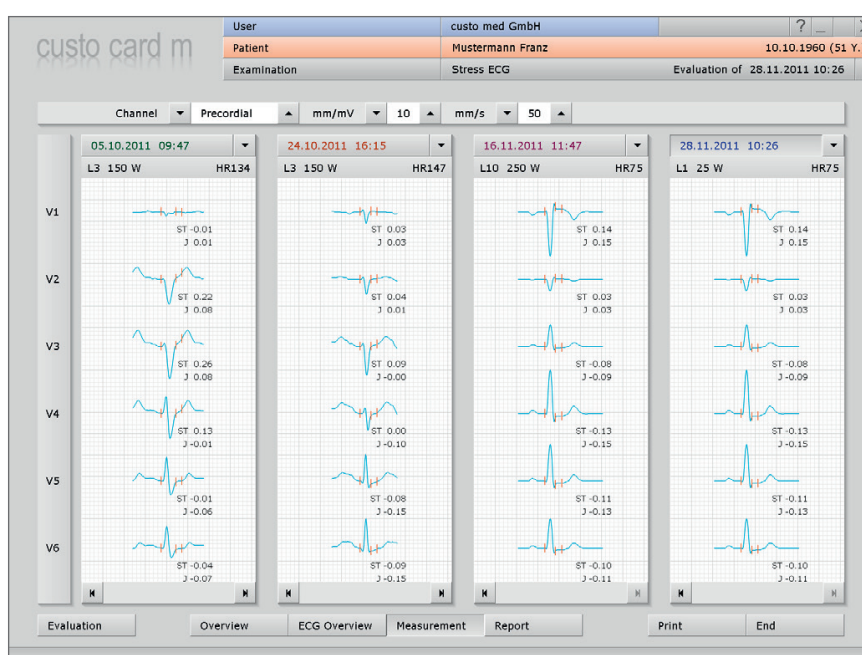 custo card m
User custo med GmbH ? _
Patient Mustermann Franz 10.10.1960 (51 Y.
Examination Stress ECG Evaluation of 28.11.2011 10:26
Channel Precordial mm/mV 10 mm/s 50
05.10.2011 09:47 24.10.2011 16:15 16.11.2011 11:47 28.11.2011 10:26
L3 150 W HR134 L3 150 W HR147 L10 250 W HR75 L1 25 W HR75
V1
ST -0.01 ST 0.03 ST 0.14 ST 0.14
J 0.01 J 0.03 J 0.15 J 0.15
V2
ST 0.22 ST 0.04 ST 0.03 ST 0.03
J 0.08 J 0.01 J 0.03 J 0.03
V3
ST 0.26 ST 0.09 ST -0.08 ST -0.08
J 0.08 J -0.00 J -0.09 J -0.09
V4
ST 0.13 ST 0.00 ST -0.13 ST -0.13
J -0.01 J -0.10 J -0.15 J -0.15
V5
ST -0.01 ST -0.08 ST -0.11 ST -0.11
J -0.06 J -0.15 J -0.13 J -0.13
V6
ST -0.04 ST -0.09 ST -0.10 ST -0.10
J -0.07 J -0.15 J -0.11 J -0.11
Evaluation Overview ECG Overview Measurement Report Print End